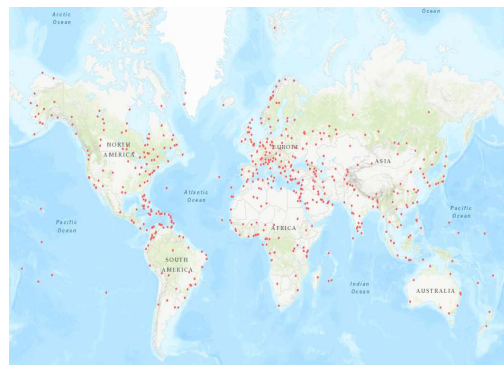 Arctic
Ocean
Ocean
NORTH
AMERICA
EUROPE
ASIA
Atlantic
Ocean
Pacific
Ocean
Pacific
Ocean
AFRICA
SOUTH
AMERICA
Indian
Ocean
AUSTRALIA